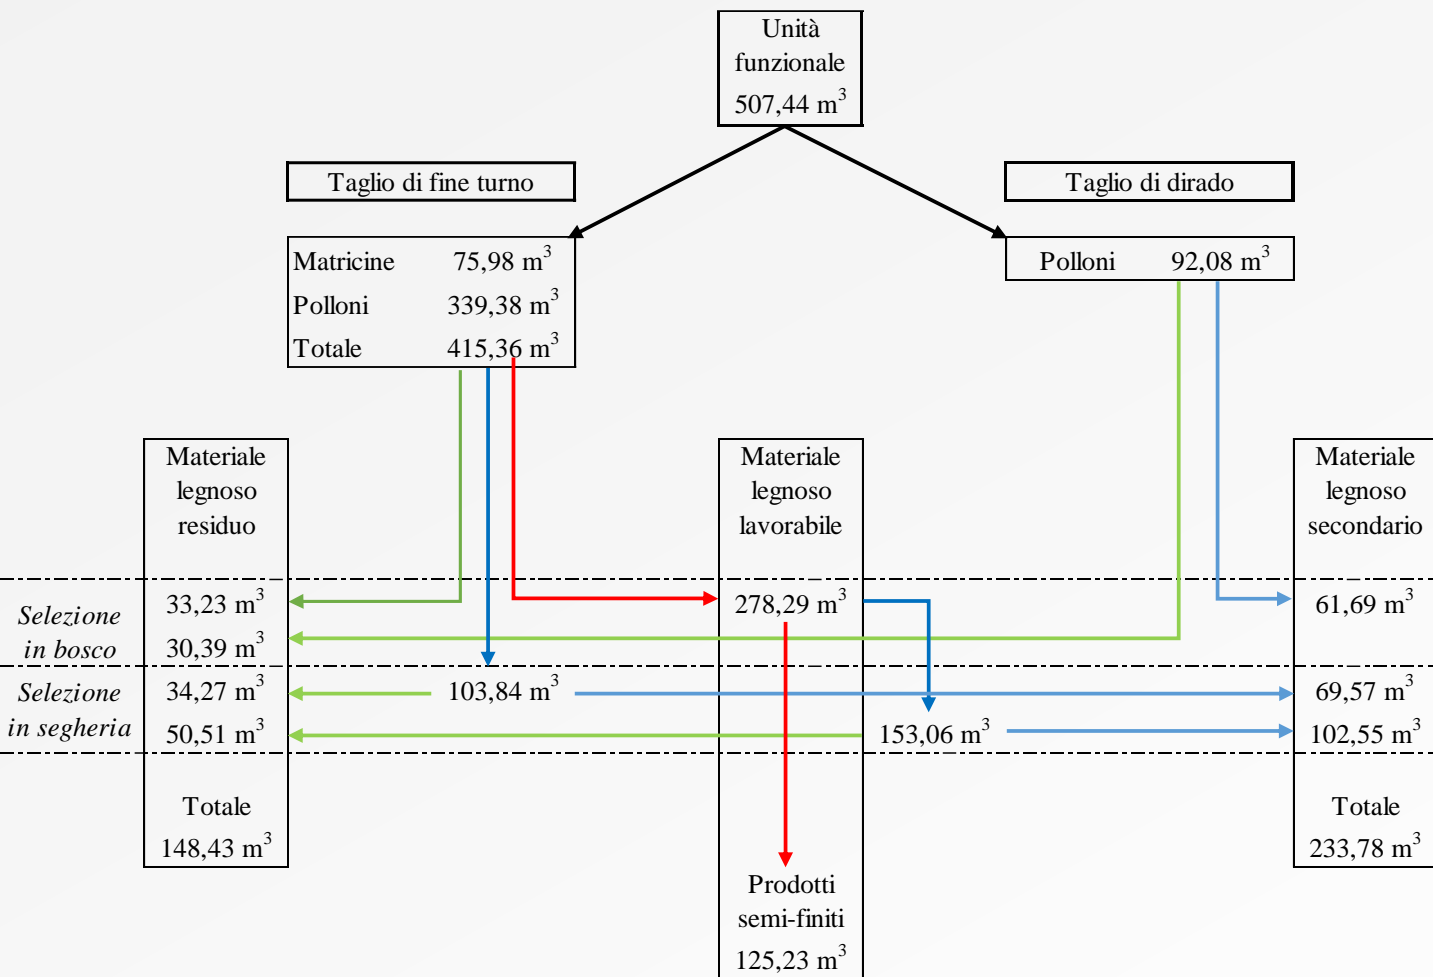 Unità
funzionale
507,44 m³
Taglio di fine turno
Taglio di dirado
Matricine 75,98 m³
Polloni 339,38 m³
Totale 415,36 m³
Polloni 92,08 m³
Materiale
legnoso
residuo
Materiale
legnoso
lavorabile
Materiale
legnoso
secondario
Selezione
in bosco
33,23 m³
278,29 m³
61,69 m³
30,39 m³
Selezione
in segheria
34,27 m³
103,84 m³
69,57 m³
50,51 m³
153,06 m³
102,55 m³
Totale
148,43 m³
Totale
233,78 m³
Prodotti
semi-finiti
125,23 m³